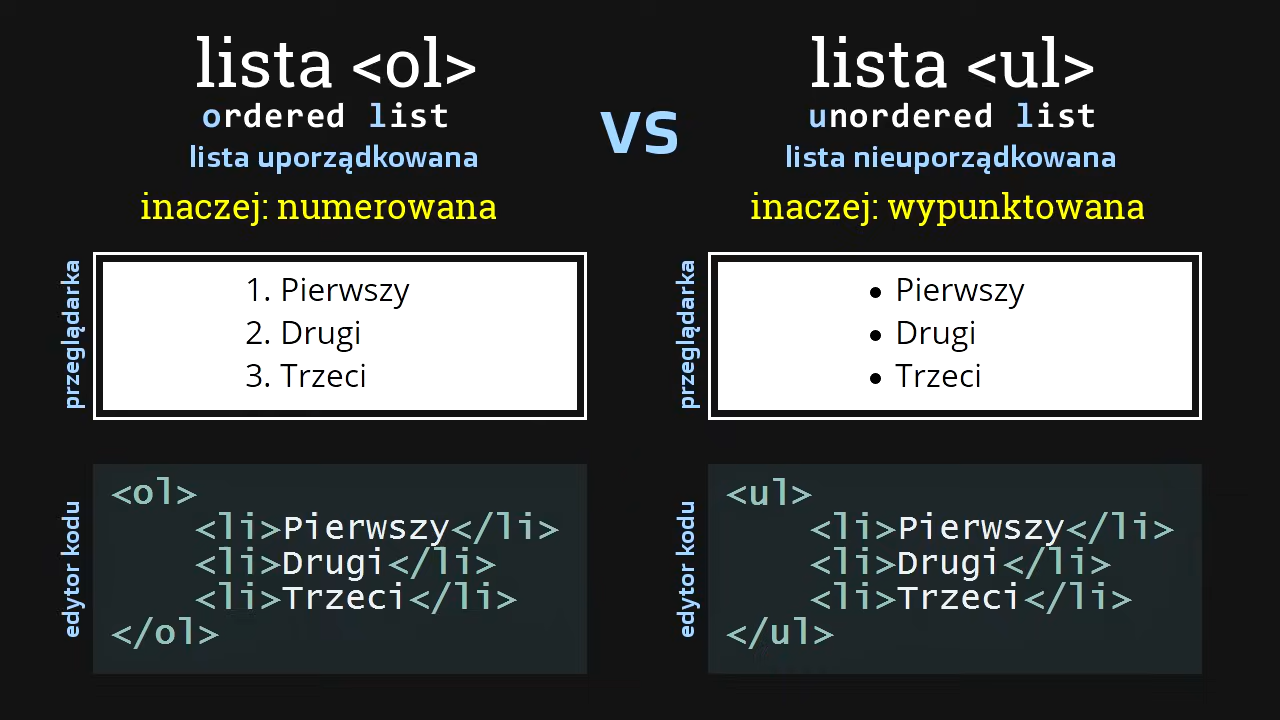 lista <ol>
ordered list
lista uporządkowana
inaczej: numerowana
przeglądarka
1. Pierwszy
2. Drugi
3. Trzeci
edytor kodu
<ol>
<li>Pierwszy</li>
<li>Drugi</li>
<li>Trzeci</li>
</ol>
VS
lista <ul>
unordered list
lista nieuporządkowana
inaczej: wypunktowana
przeglądarka
• Pierwszy
• Drugi
• Trzeci
edytor kodu
<ul>
<li>Pierwszy</li>
<li>Drugi</li>
<li>Trzeci</li>
</ul>